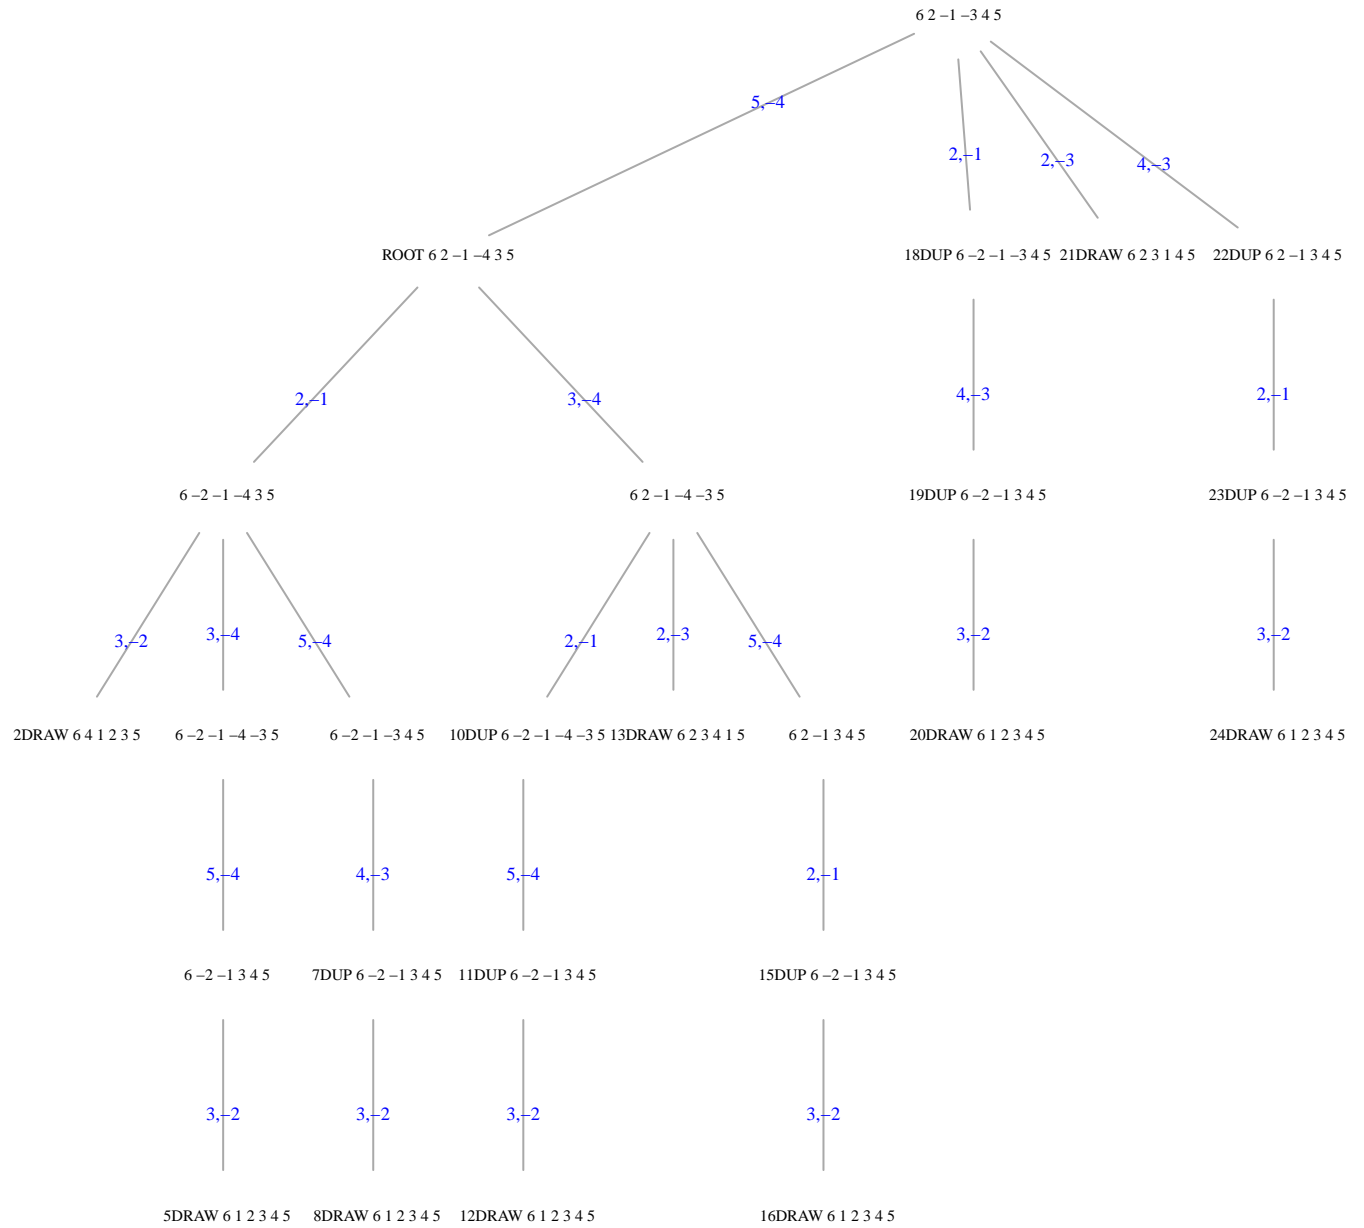 6 2 –1 –3 4 5
5,–4
2,–1
2,–3
4,–3
ROOT 6 2 –1 –4 3 5
18DUP 6 –2 –1 –3 4 5
21DRAW 6 2 3 1 4 5
22DUP 6 2 –1 3 4 5
2,–1
3,–4
4,–3
2,–1
6 –2 –1 –4 3 5
6 2 –1 –4 –3 5
19DUP 6 –2 –1 3 4 5
23DUP 6 –2 –1 3 4 5
3,–2
3,–4
5,–4
2,–1
2,–3
5,–4
3,–2
3,–2
2DRAW 6 4 1 2 3 5
6 –2 –1 –4 –3 5
6 –2 –1 –3 4 5
10DUP 6 –2 –1 –4 –3 5
13DRAW 6 2 3 4 1 5
6 2 –1 3 4 5
20DRAW 6 1 2 3 4 5
24DRAW 6 1 2 3 4 5
5,–4
4,–3
5,–4
2,–1
6 –2 –1 3 4 5
7DUP 6 –2 –1 3 4 5
11DUP 6 –2 –1 3 4 5
15DUP 6 –2 –1 3 4 5
3,–2
3,–2
3,–2
3,–2
5DRAW 6 1 2 3 4 5
8DRAW 6 1 2 3 4 5
12DRAW 6 1 2 3 4 5
16DRAW 6 1 2 3 4 5